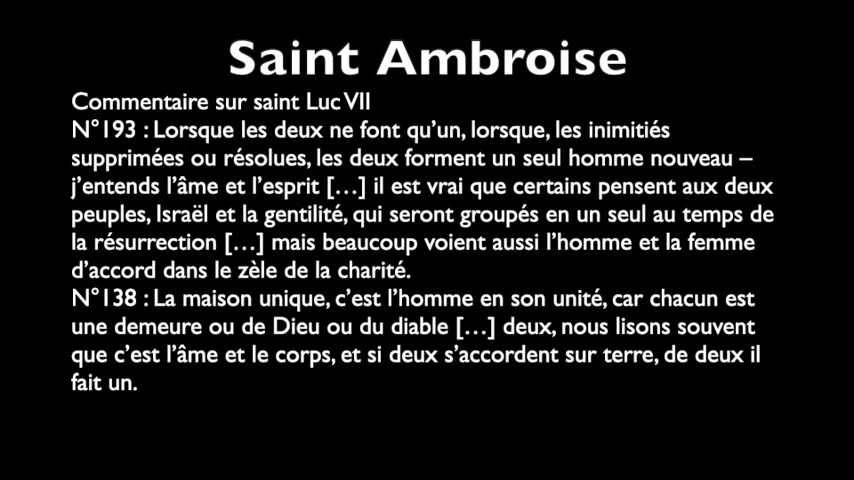 Saint Ambroise
Commentaire sur saint Luc VII
N°193 : Lorsque les deux ne font qu’un, lorsque, les inimitiés
supprimées ou résolues, les deux forment un seul homme nouveau –
j’entends l’âme et l’esprit […] il est vrai que certains pensent aux deux
peuples, Israël et la gentilité, qui seront groupés en un seul au temps de
la résurrection […] mais beaucoup voient aussi l’homme et la femme
d’accord dans le zèle de la charité.
N°138 : La maison unique, c’est l’homme en son unité, car chacun est
une demeure ou de Dieu ou du diable […] deux, nous lisons souvent
que c’est l’âme et le corps, et si deux s’accordent sur terre, de deux il
fait un.